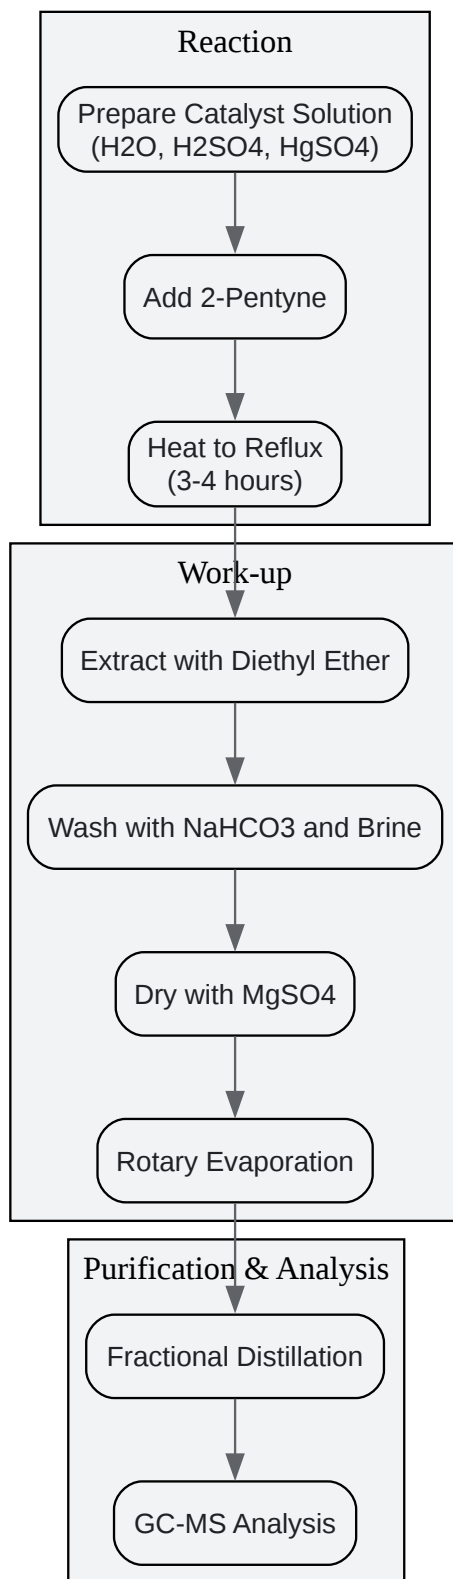 Reaction
Prepare Catalyst Solution
(H2O, H2SO4, HgSO4)
Add 2-Pentyne
Heat to Reflux
(3-4 hours)
Work-up
Extract with Diethyl Ether
Wash with NaHCO3 and Brine
Dry with MgSO4
Rotary Evaporation
Purification & Analysis
Fractional Distillation
GC-MS Analysis